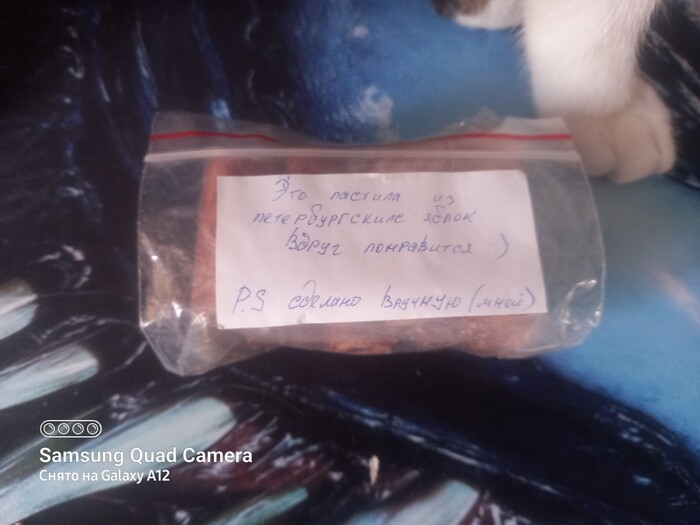 Это пастила из
петербургских яблок
вдруг понравится )
P.S сделано вручную (мной)
Samsung Quad Camera
Снято на Galaxy A12